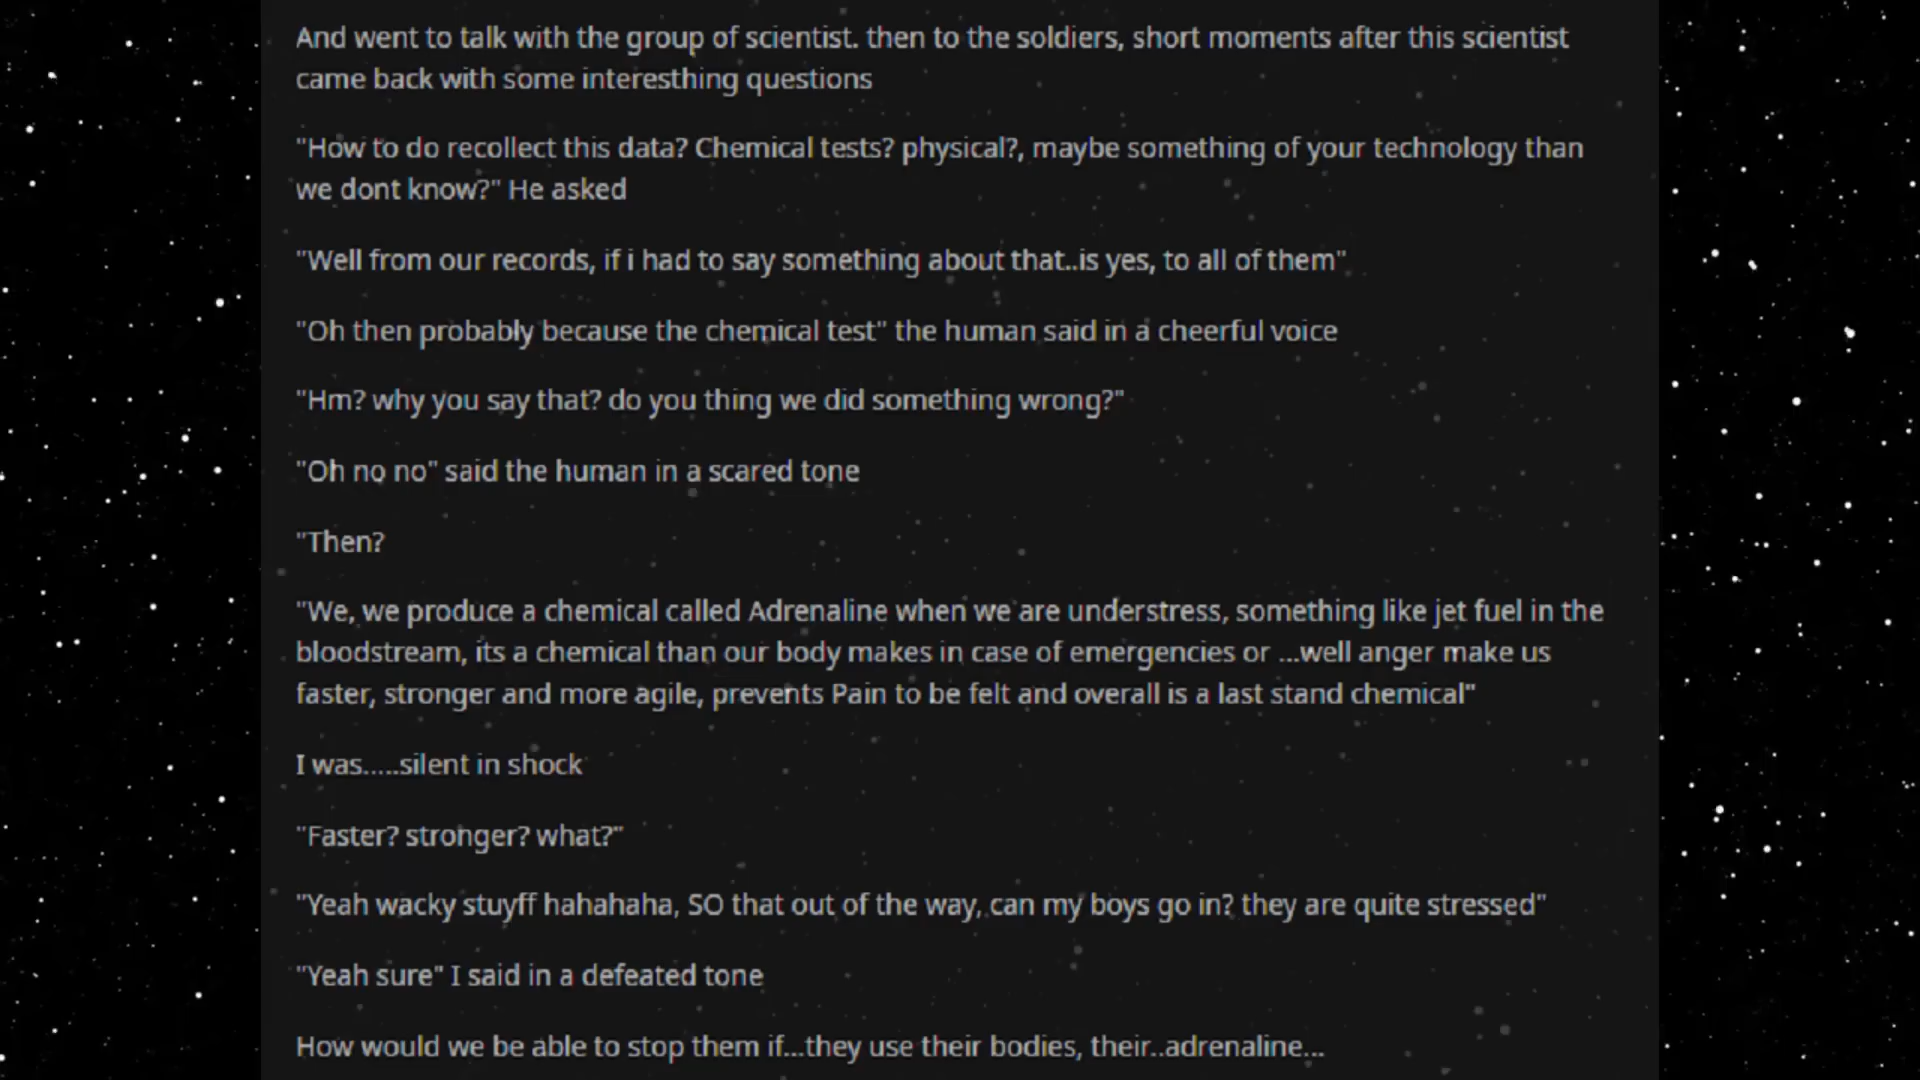 And went to talk with the group of scientist. then to the soldiers, short moments after this scientist
came back with some interesthing questions
"How to do recollect this data? Chemical tests? physical?, maybe something of your technology than
we dont know?" He asked
"Well from our records, if i had to say something about that..is yes, to all of them"
"Oh then probably because the chemical test" the human said in a cheerful voice
"Hm? why you say that? do you thing we did something wrong?"
"Oh no no" said the human in a scared tone
"Then?
"We, we produce a chemical called Adrenaline when we are understress, something like jet fuel in the
bloodstream, its a chemical than our body makes in case of emergencies or ...well anger make us
faster, stronger and more agile, prevents Pain to be felt and overall is a last stand chemical"
I was.....silent in shock
"Faster? stronger? what?"
"Yeah wacky stuyff hahahaha, SO that out of the way, can my boys go in? they are quite stressed"
"Yeah sure" I said in a defeated tone
How would we be able to stop them if...they use their bodies, their..adrenaline...